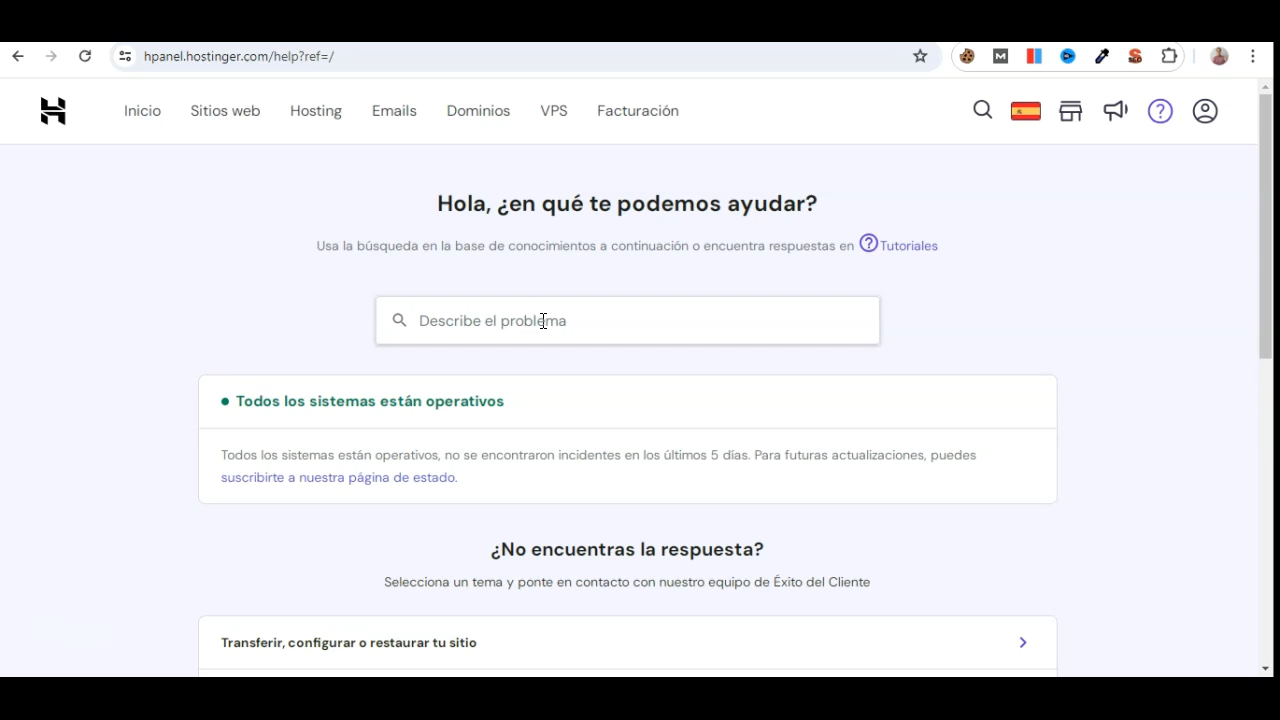 hpanel.hostinger.com/help?ref=/
Inicio Sitios web Hosting Emails Dominios VPS Facturación
Hola, ¿en qué te podemos ayudar?
Usa la búsqueda en la base de conocimientos a continuación o encuentra respuestas en Tutoriales
Describe el problema
Todos los sistemas están operativos
Todos los sistemas están operativos, no se encontraron incidentes en los últimos 5 días. Para futuras actualizaciones, puedes
suscribirte a nuestra página de estado.
¿No encuentras la respuesta?
Selecciona un tema y ponte en contacto con nuestro equipo de Éxito del Cliente
Transferir, configurar o restaurar tu sitio